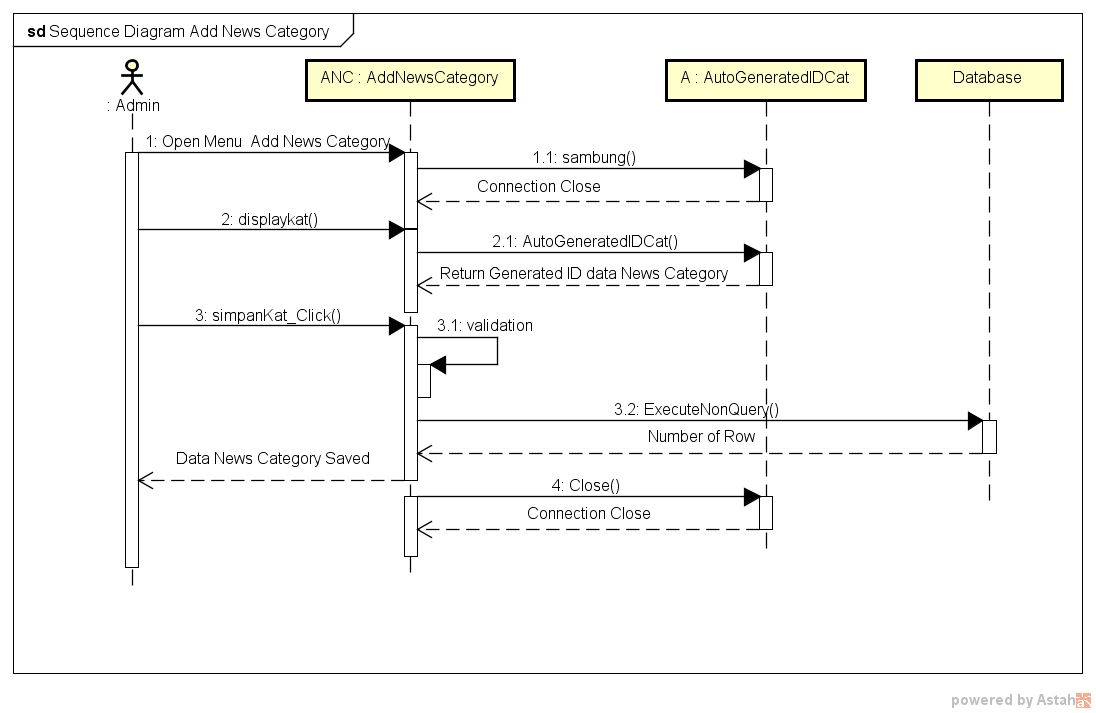 sd Sequence Diagram Add News Category
: Admin
ANC : AddNewsCategory
A : AutoGeneratedIDCat
Database
1: Open Menu  Add News Category
1.1: sambung()
Connection Close
2: displaykat()
2.1: AutoGeneratedIDCat()
Return Generated ID data News Category
3: simpanKat_Click()
3.1: validation
3.2: ExecuteNonQuery()
Number of Row
Data News Category Saved
4: Close()
Connection Close
powered by Astah